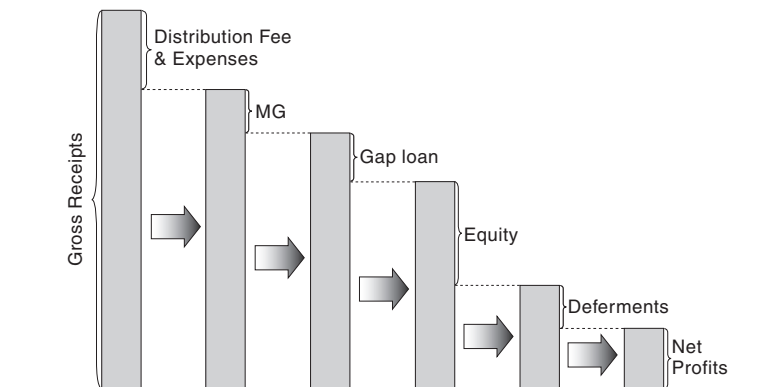 Distribution Fee
& Expenses
MG
Gap loan
Gross Receipts
Equity
Deferments
Net
Profits